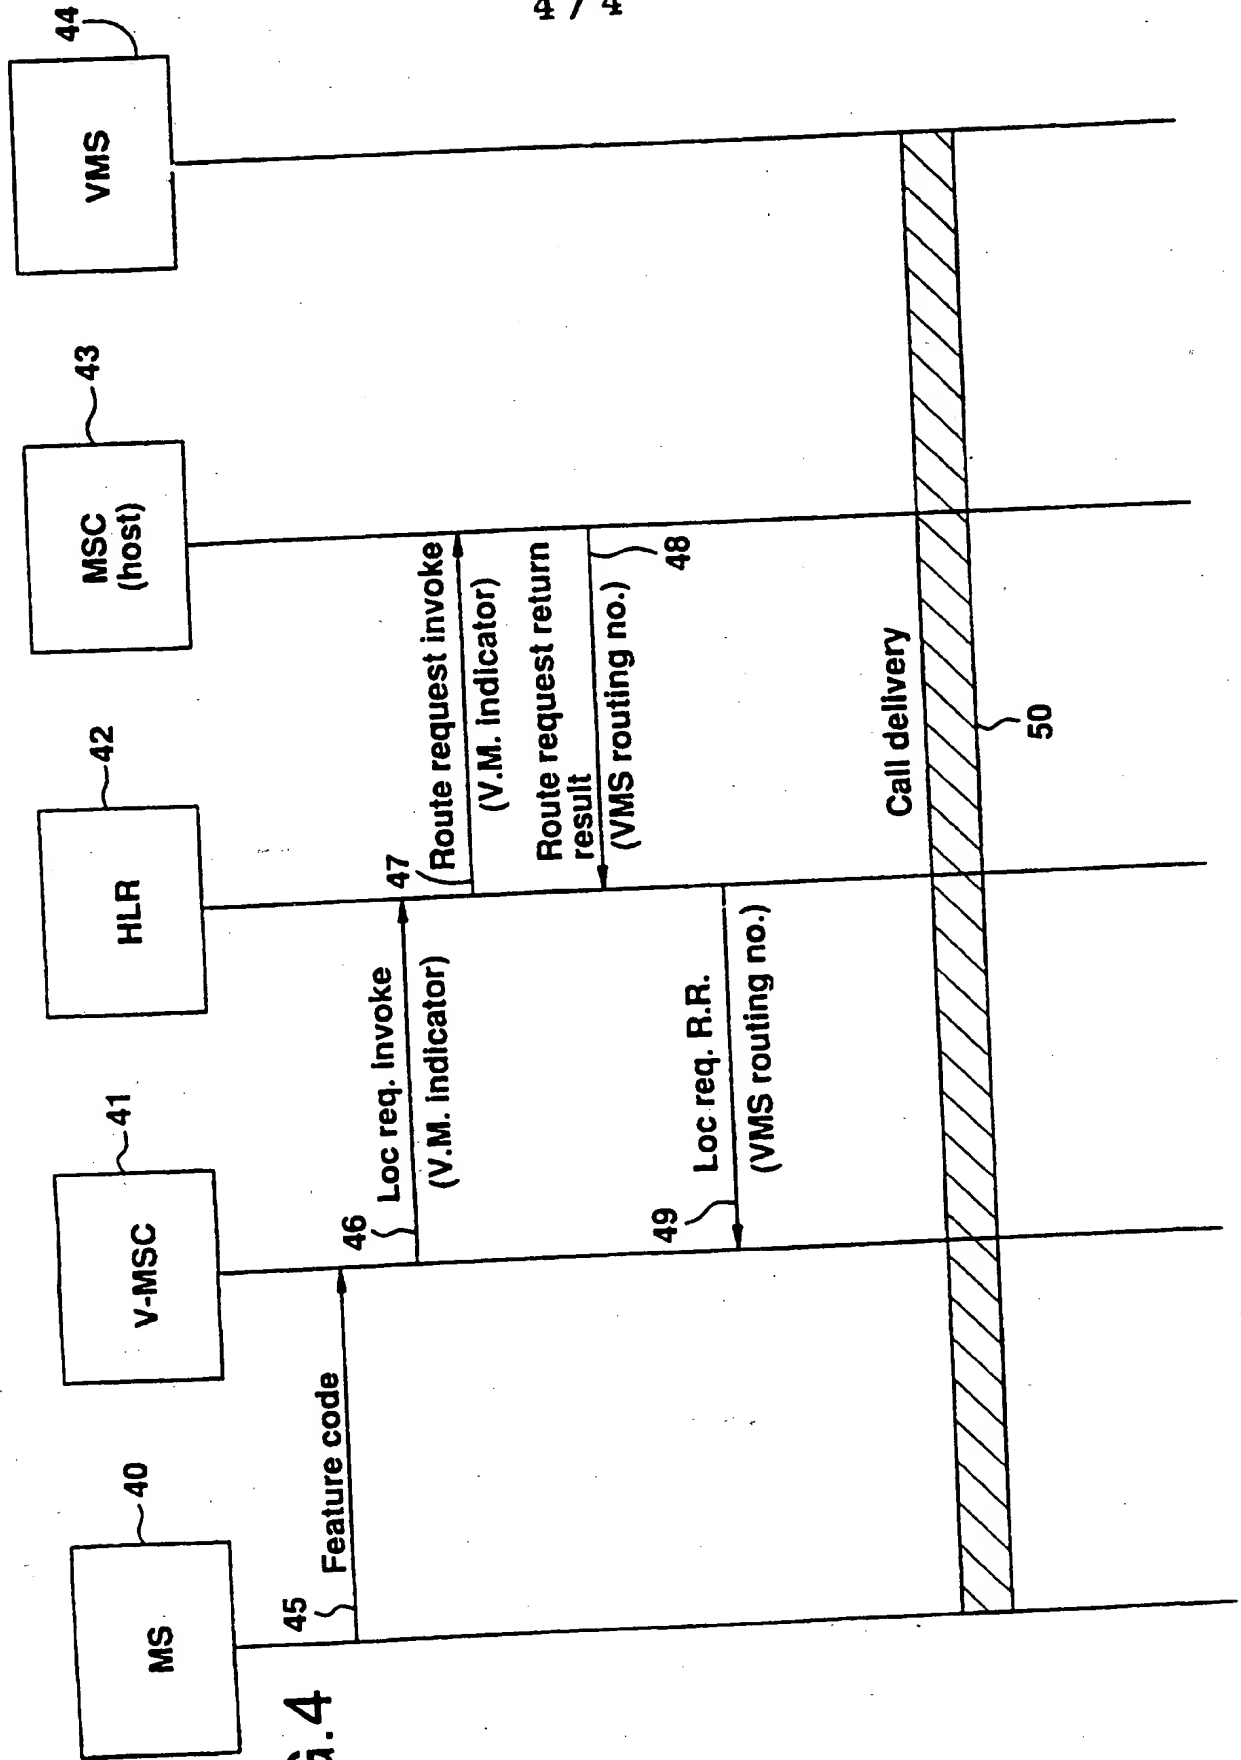 4 / 4
MS
40
V-MSC
41
HLR
42
MSC
(host)
43
VMS
44
45
Feature code
46
Loc req. invoke
(V.M. indicator)
47
Route request invoke
(V.M. indicator)
Route request return
result
(VMS routing no.)
48
49
Loc req. R.R.
(VMS routing no.)
Call delivery
50
G.4